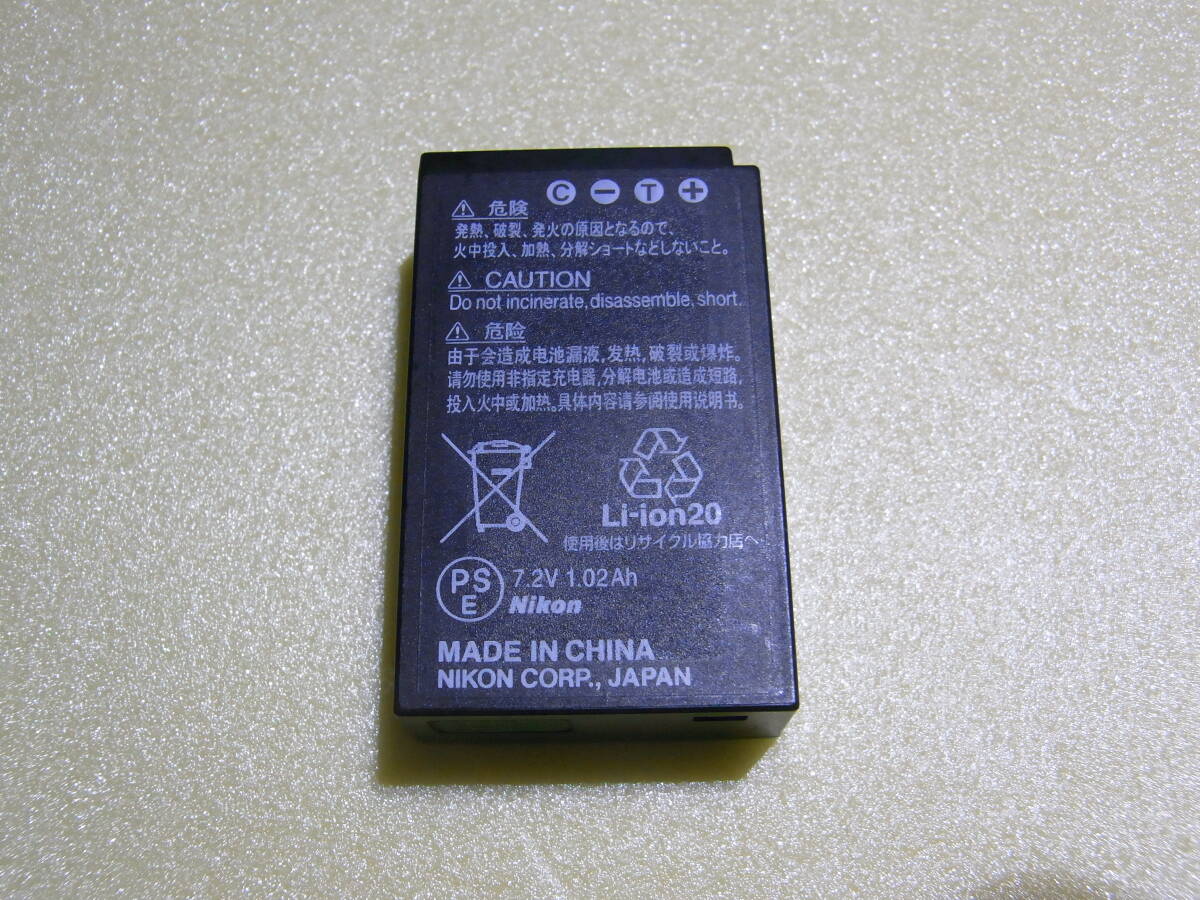 C − T +
⚠ 危険
発熱、破裂、発火の原因となるので、
火中投入、加熱、分解ショートなどしないこと。
⚠ CAUTION
Do not incinerate, disassemble, short.
⚠ 危险
由于会造成电池漏液,发热,破裂或爆炸。
请勿使用非指定充电器,分解电池或造成短路,
投入火中或加热。具体内容请参阅使用说明书。
Li-ion20
使用後はリサイクル協力店へ
PS
E
7.2V 1.02Ah
Nikon
MADE IN CHINA
NIKON CORP., JAPAN